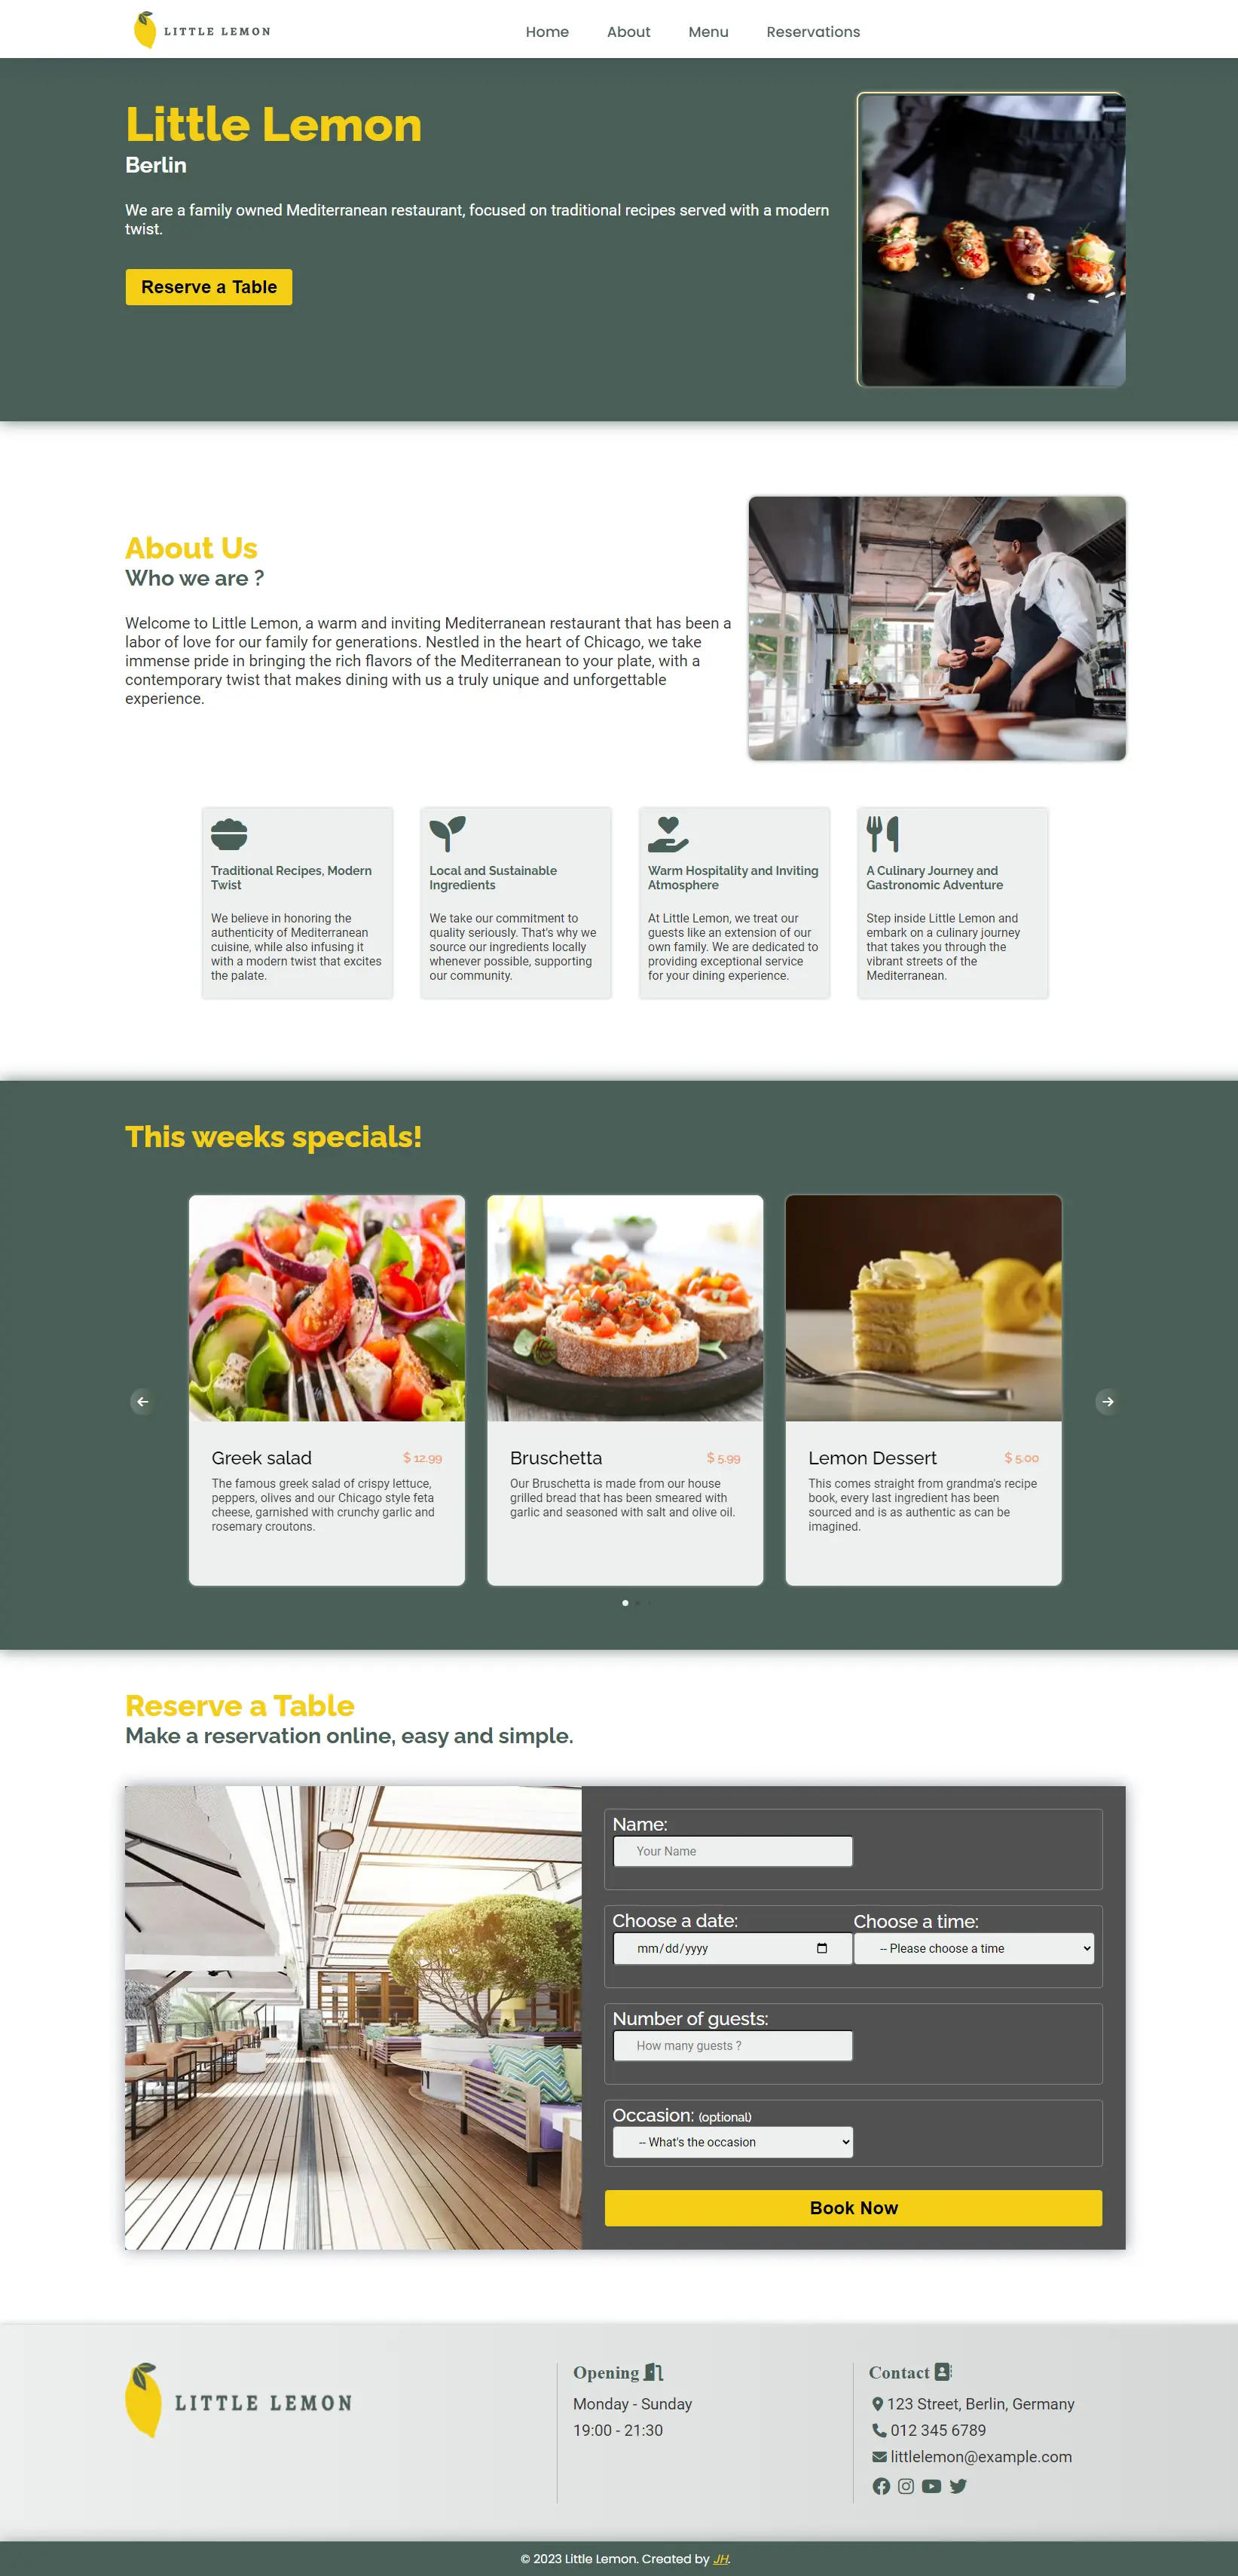 LITTLE LEMON
Home About Menu Reservations
Little Lemon
Berlin
We are a family owned Mediterranean restaurant, focused on traditional recipes served with a modern
twist.
Reserve a Table
About Us
Who we are ?
Welcome to Little Lemon, a warm and inviting Mediterranean restaurant that has been a
labor of love for our family for generations. Nestled in the heart of Chicago, we take
immense pride in bringing the rich flavors of the Mediterranean to your plate, with a
contemporary twist that makes dining with us a truly unique and unforgettable
experience.
Traditional Recipes, Modern
Twist
We believe in honoring the
authenticity of Mediterranean
cuisine, while also infusing it
with a modern twist that excites
the palate.
Local and Sustainable
Ingredients
We take our commitment to
quality seriously. That's why we
source our ingredients locally
whenever possible, supporting
our community.
Warm Hospitality and Inviting
Atmosphere
At Little Lemon, we treat our
guests like an extension of our
own family. We are dedicated to
providing exceptional service
for your dining experience.
A Culinary Journey and
Gastronomic Adventure
Step inside Little Lemon and
embark on a culinary journey
that takes you through the
vibrant streets of the
Mediterranean.
This weeks specials!
Greek salad $ 12.99
The famous greek salad of crispy lettuce,
peppers, olives and our Chicago style feta
cheese, garnished with crunchy garlic and
rosemary croutons.
Bruschetta $ 5.99
Our Bruschetta is made from our house
grilled bread that has been smeared with
garlic and seasoned with salt and olive oil.
Lemon Dessert $ 5.00
This comes straight from grandma's recipe
book, every last ingredient has been
sourced and is as authentic as can be
imagined.
Reserve a Table
Make a reservation online, easy and simple.
Name:
Your Name
Choose a date: Choose a time:
mm/dd/yyyy -- Please choose a time
Number of guests:
How many guests ?
Occasion: (optional)
-- What's the occasion
Book Now
LITTLE LEMON
Opening
Monday - Sunday
19:00 - 21:30
Contact
123 Street, Berlin, Germany
012 345 6789
littlelemon@example.com
© 2023 Little Lemon. Created by JH.